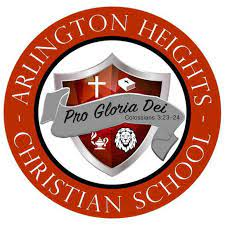 ARLINGTON HEIGHTS
Pro Gloria Dei
Colossians 3:23-24
- CHRISTIAN SCHOOL -